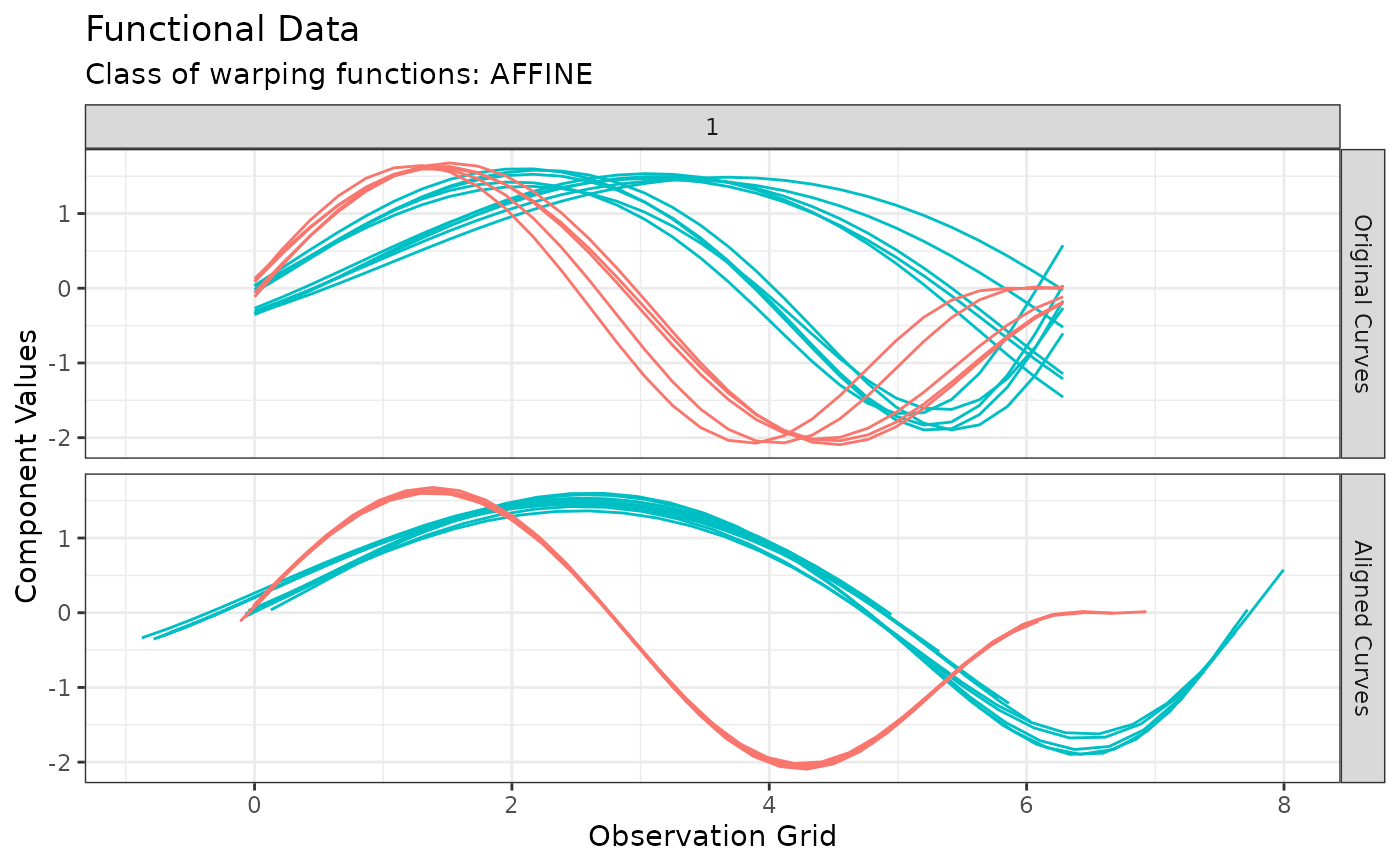 Functional Data
Class of warping functions: AFFINE
1
Component Values
1
0
-1
-2
Original Curves
1
0
-1
-2
Aligned Curves
0 2 4 6 8
Observation Grid